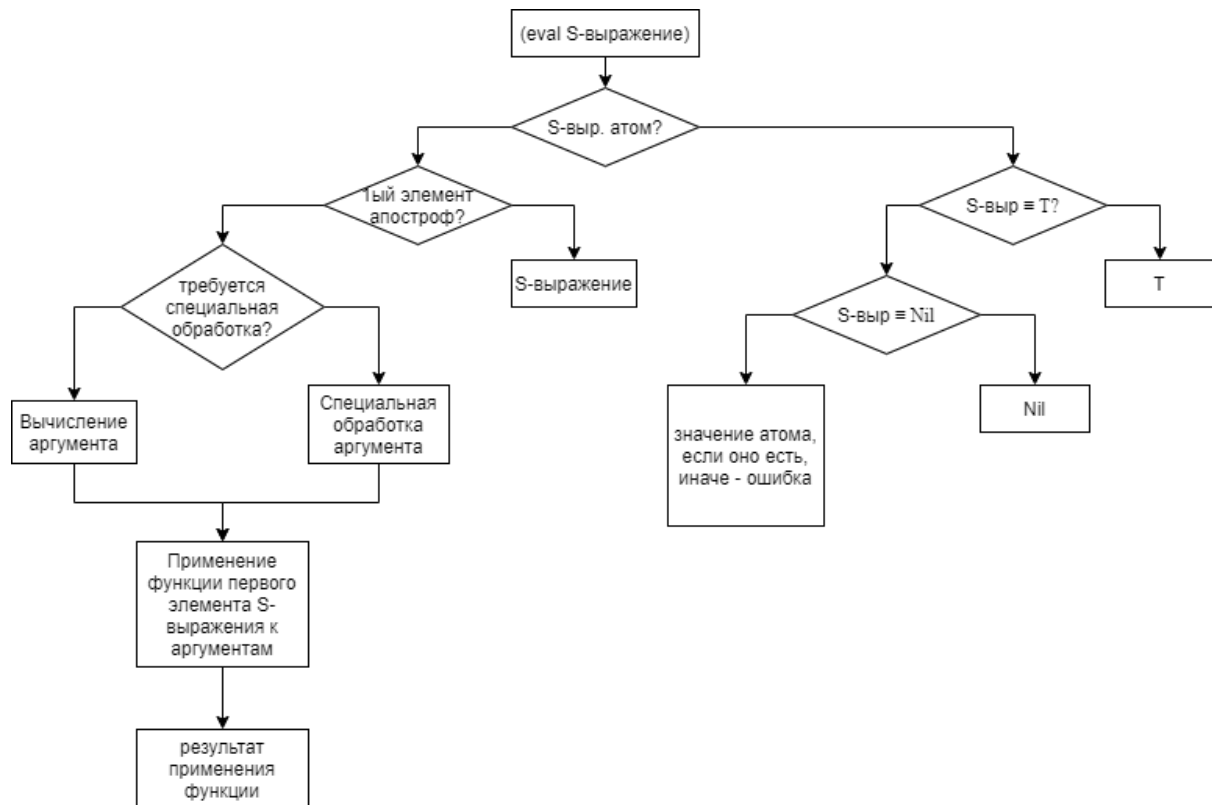 (eval S-выражение)
S-выр. атом?
1ый элемент
апостроф?
S-выр ≡ T?
требуется
специальная
обработка?
S-выражение
T
S-выр ≡ Nil
Вычисление
аргумента
Специальная
обработка
аргумента
значение атома,
если оно есть,
иначе - ошибка
Nil
Применение
функции первого
элемента S-
выражения к
аргументам
результат
применения
функции